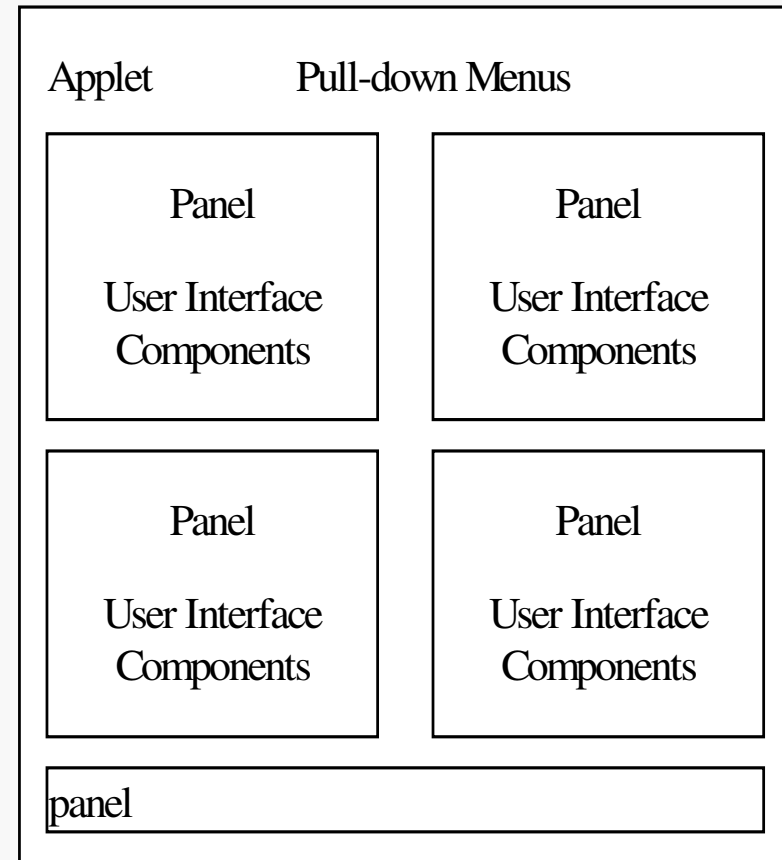 Applet Pull-down Menus
Panel
User Interface
Components
Panel
User Interface
Components
Panel
User Interface
Components
Panel
User Interface
Components
panel